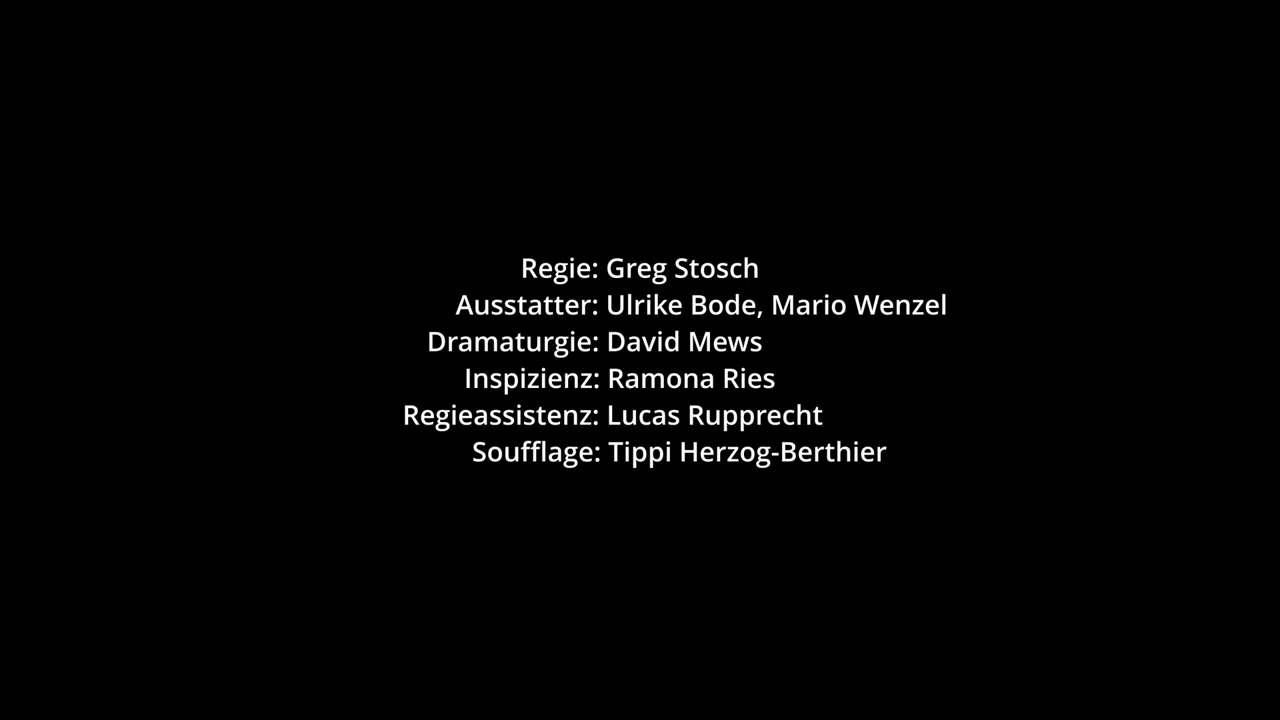 Regie: Greg Stosch
Ausstatter: Ulrike Bode, Mario Wenzel
Dramaturgie: David Mews
Inspizienz: Ramona Ries
Regieassistenz: Lucas Rupprecht
Soufflage: Tippi Herzog-Berthier